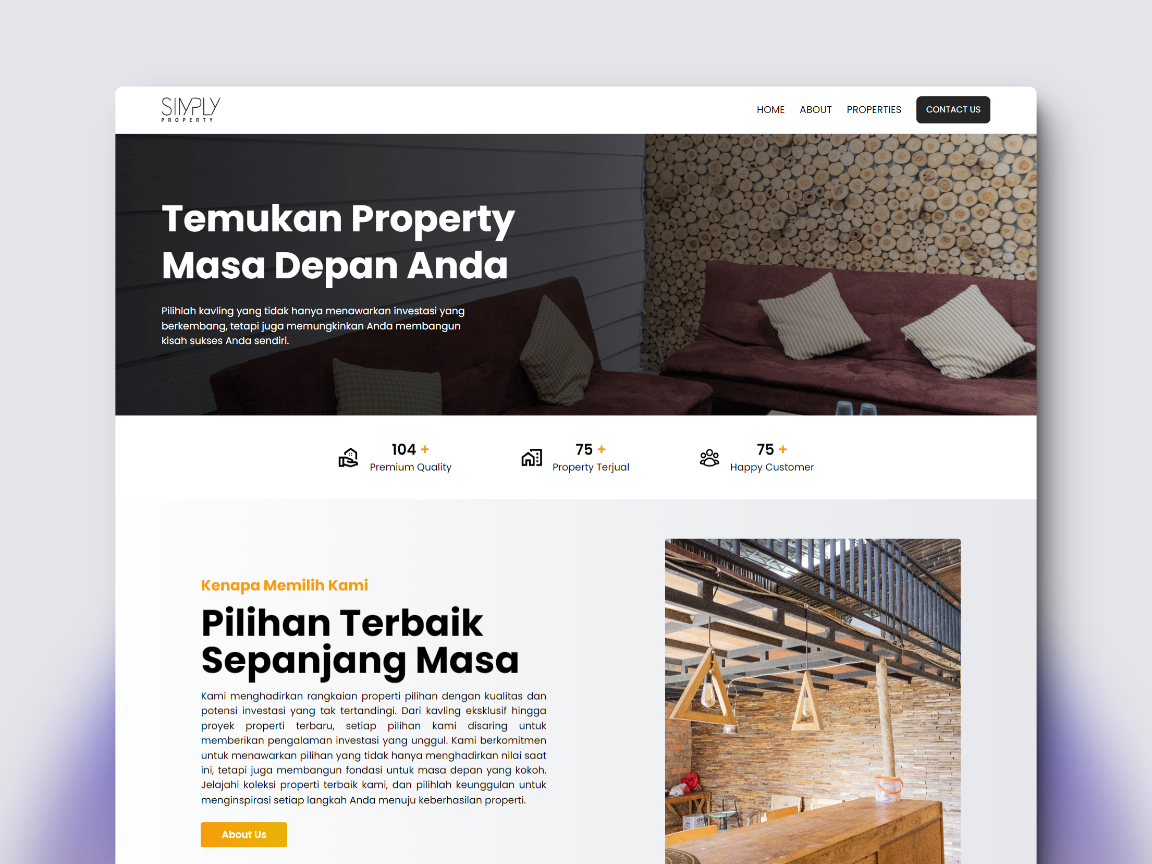 SIMPLY
PROPERTY
HOME ABOUT PROPERTIES CONTACT US
Temukan Property
Masa Depan Anda
Pilihlah kavling yang tidak hanya menawarkan investasi yang
berkembang, tetapi juga memungkinkan Anda membangun
kisah sukses Anda sendiri.
104 +
Premium Quality
75 +
Property Terjual
75 +
Happy Customer
Kenapa Memilih Kami
Pilihan Terbaik
Sepanjang Masa
Kami menghadirkan rangkaian properti pilihan dengan kualitas dan
potensi investasi yang tak tertandingi. Dari kavling eksklusif hingga
proyek properti terbaru, setiap pilihan kami disaring untuk
memberikan pengalaman investasi yang unggul. Kami berkomitmen
untuk menawarkan pilihan yang tidak hanya menghadirkan nilai saat
ini, tetapi juga membangun fondasi untuk masa depan yang kokoh.
Jelajahi koleksi properti terbaik kami, dan pilihlah keunggulan untuk
menginspirasi setiap langkah Anda menuju keberhasilan properti.
About Us